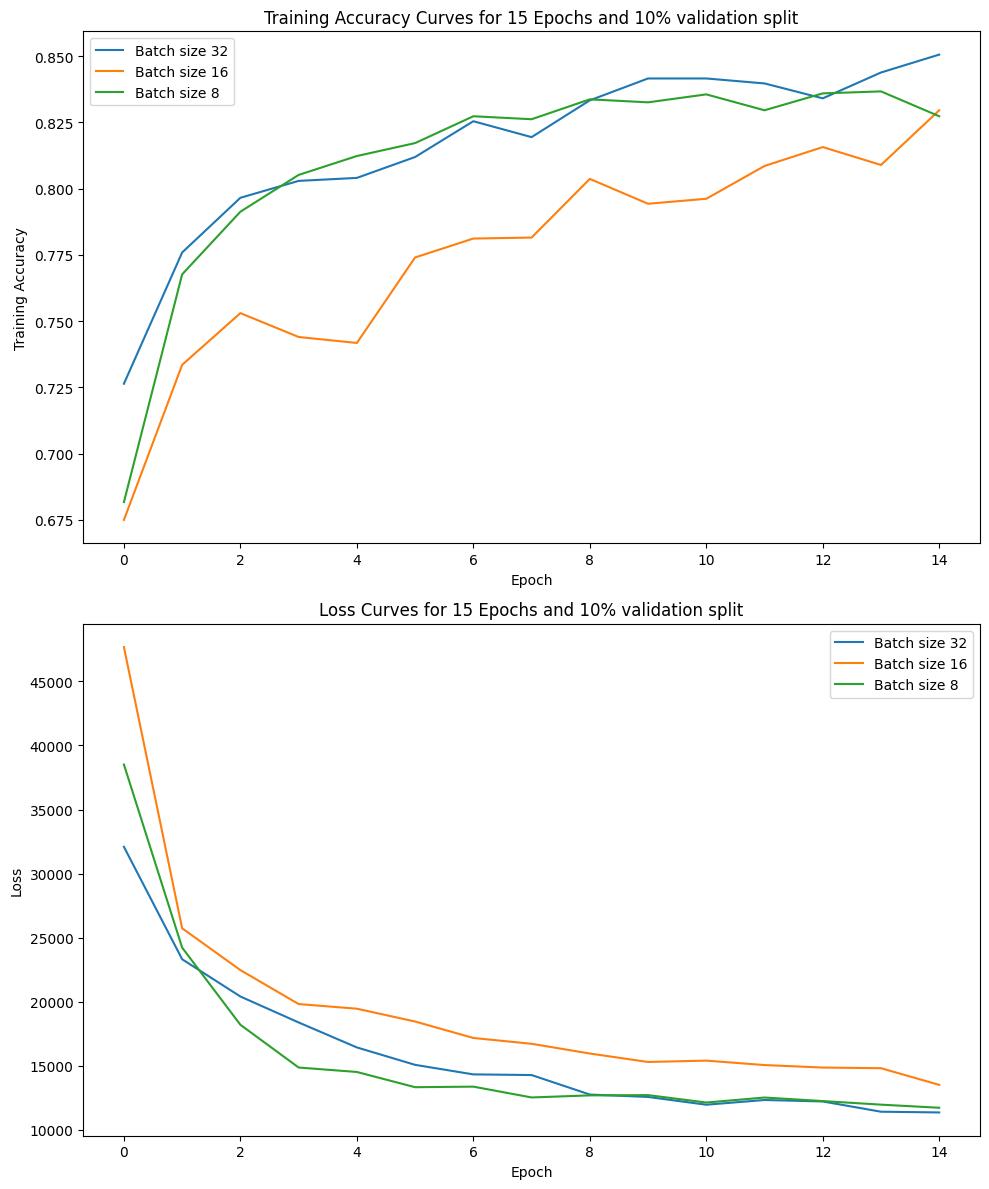 Training Accuracy Curves for 15 Epochs and 10% validation split
Batch size 32
Batch size 16
Batch size 8
0.850
0.825
0.800
0.775
0.750
0.725
0.700
0.675
Training Accuracy
0 2 4 6 8 10 12 14
Epoch
Loss Curves for 15 Epochs and 10% validation split
Batch size 32
Batch size 16
Batch size 8
45000
40000
35000
30000
25000
20000
15000
10000
Loss
0 2 4 6 8 10 12 14
Epoch